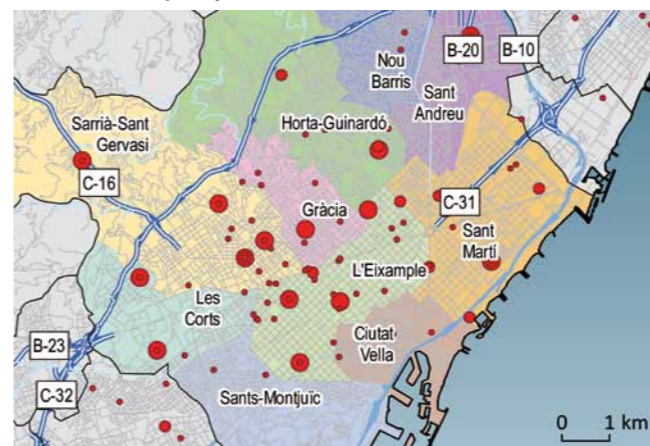 Nou
Barris
B-20
B-10
Sant
Andreu
Sarrià-Sant
Gervasi
Horta-Guinardó
C-16
Gràcia
C-31
Sant
Martí
L'Eixample
Les
Corts
Ciutat
Vella
B-23
C-32
Sants-Montjuïc
0 1 km